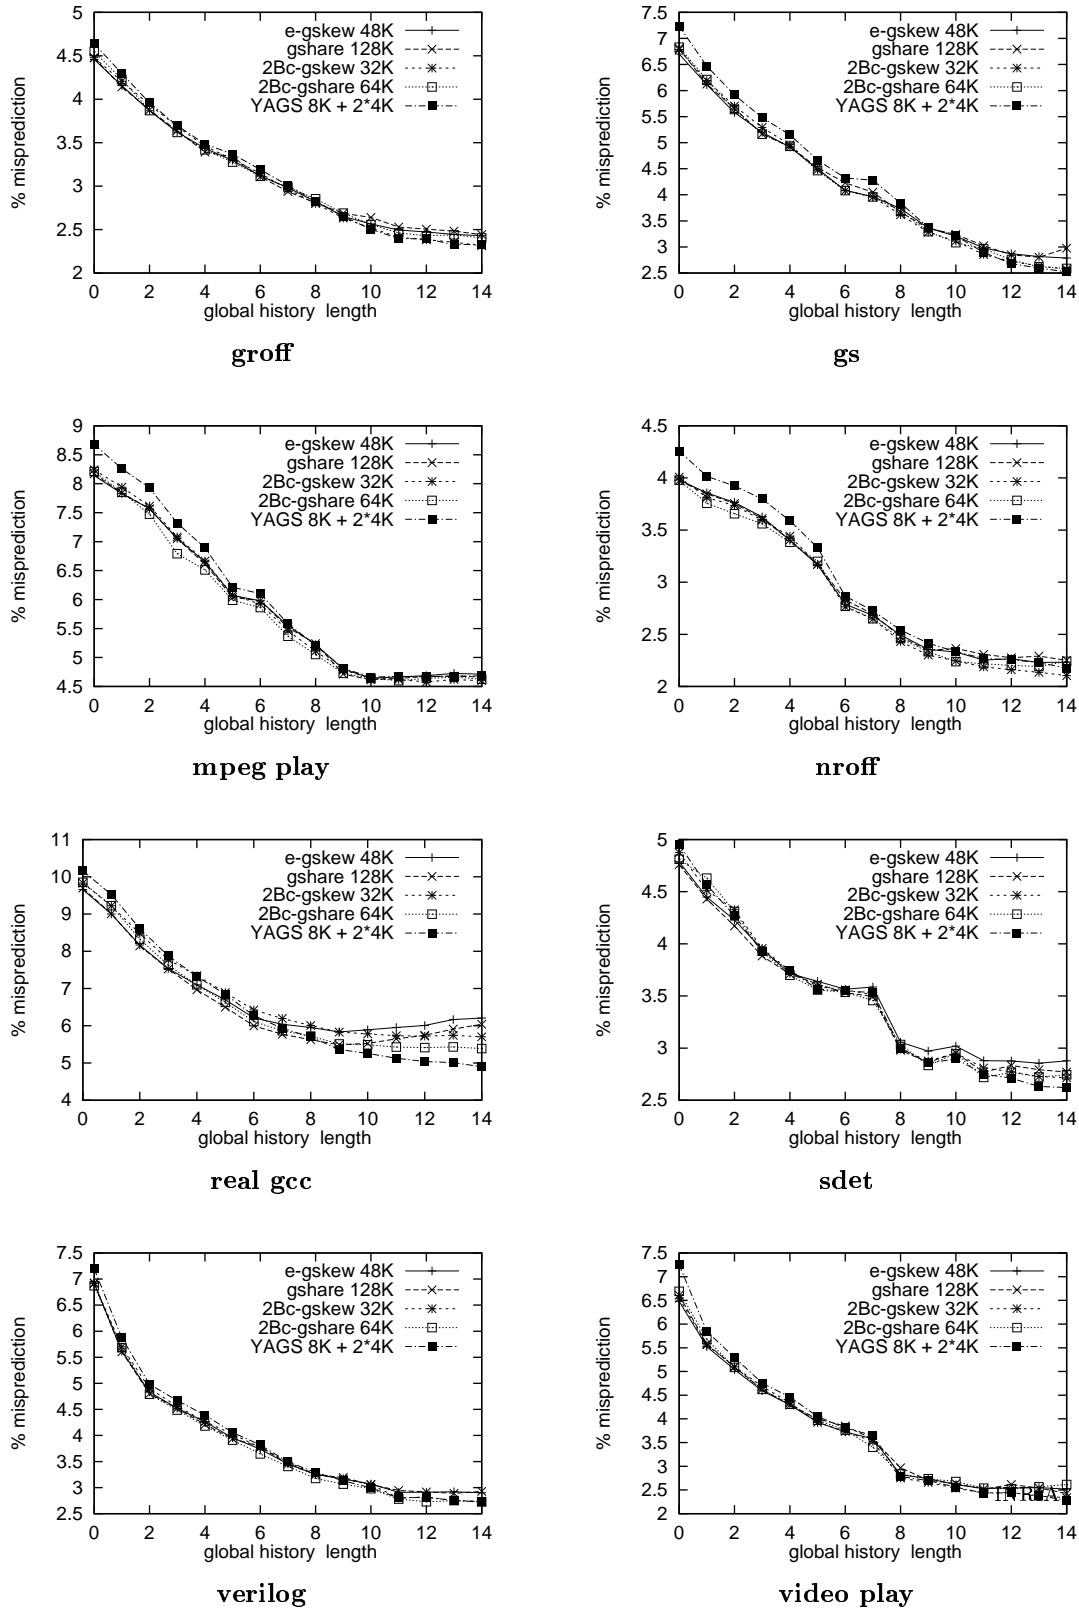 5
4.5
4
3.5
3
2.5
2
% misprediction
e-gskew 48K
gshare 128K
2Bc-gskew 32K
2Bc-gshare 64K
YAGS 8K + 2*4K
0 2 4 6 8 10 12 14
global history length
groff
7.5
7
6.5
6
5.5
5
4.5
4
3.5
3
2.5
% misprediction
e-gskew 48K
gshare 128K
2Bc-gskew 32K
2Bc-gshare 64K
YAGS 8K + 2*4K
0 2 4 6 8 10 12 14
global history length
gs
9
8.5
8
7.5
7
6.5
6
5.5
5
4.5
% misprediction
e-gskew 48K
gshare 128K
2Bc-gskew 32K
2Bc-gshare 64K
YAGS 8K + 2*4K
0 2 4 6 8 10 12 14
global history length
mpeg play
4.5
4
3.5
3
2.5
2
% misprediction
e-gskew 48K
gshare 128K
2Bc-gskew 32K
2Bc-gshare 64K
YAGS 8K + 2*4K
0 2 4 6 8 10 12 14
global history length
nroff
11
10
9
8
7
6
5
4
% misprediction
e-gskew 48K
gshare 128K
2Bc-gskew 32K
2Bc-gshare 64K
YAGS 8K + 2*4K
0 2 4 6 8 10 12 14
global history length
real gcc
5
4.5
4
3.5
3
2.5
% misprediction
e-gskew 48K
gshare 128K
2Bc-gskew 32K
2Bc-gshare 64K
YAGS 8K + 2*4K
0 2 4 6 8 10 12 14
global history length
sdet
7.5
7
6.5
6
5.5
5
4.5
4
3.5
3
2.5
% misprediction
e-gskew 48K
gshare 128K
2Bc-gskew 32K
2Bc-gshare 64K
YAGS 8K + 2*4K
0 2 4 6 8 10 12 14
global history length
verilog
7.5
7
6.5
6
5.5
5
4.5
4
3.5
3
2.5
2
% misprediction
e-gskew 48K
gshare 128K
2Bc-gskew 32K
2Bc-gshare 64K
YAGS 8K + 2*4K
INRIA
0 2 4 6 8 10 12 14
global history length
video play